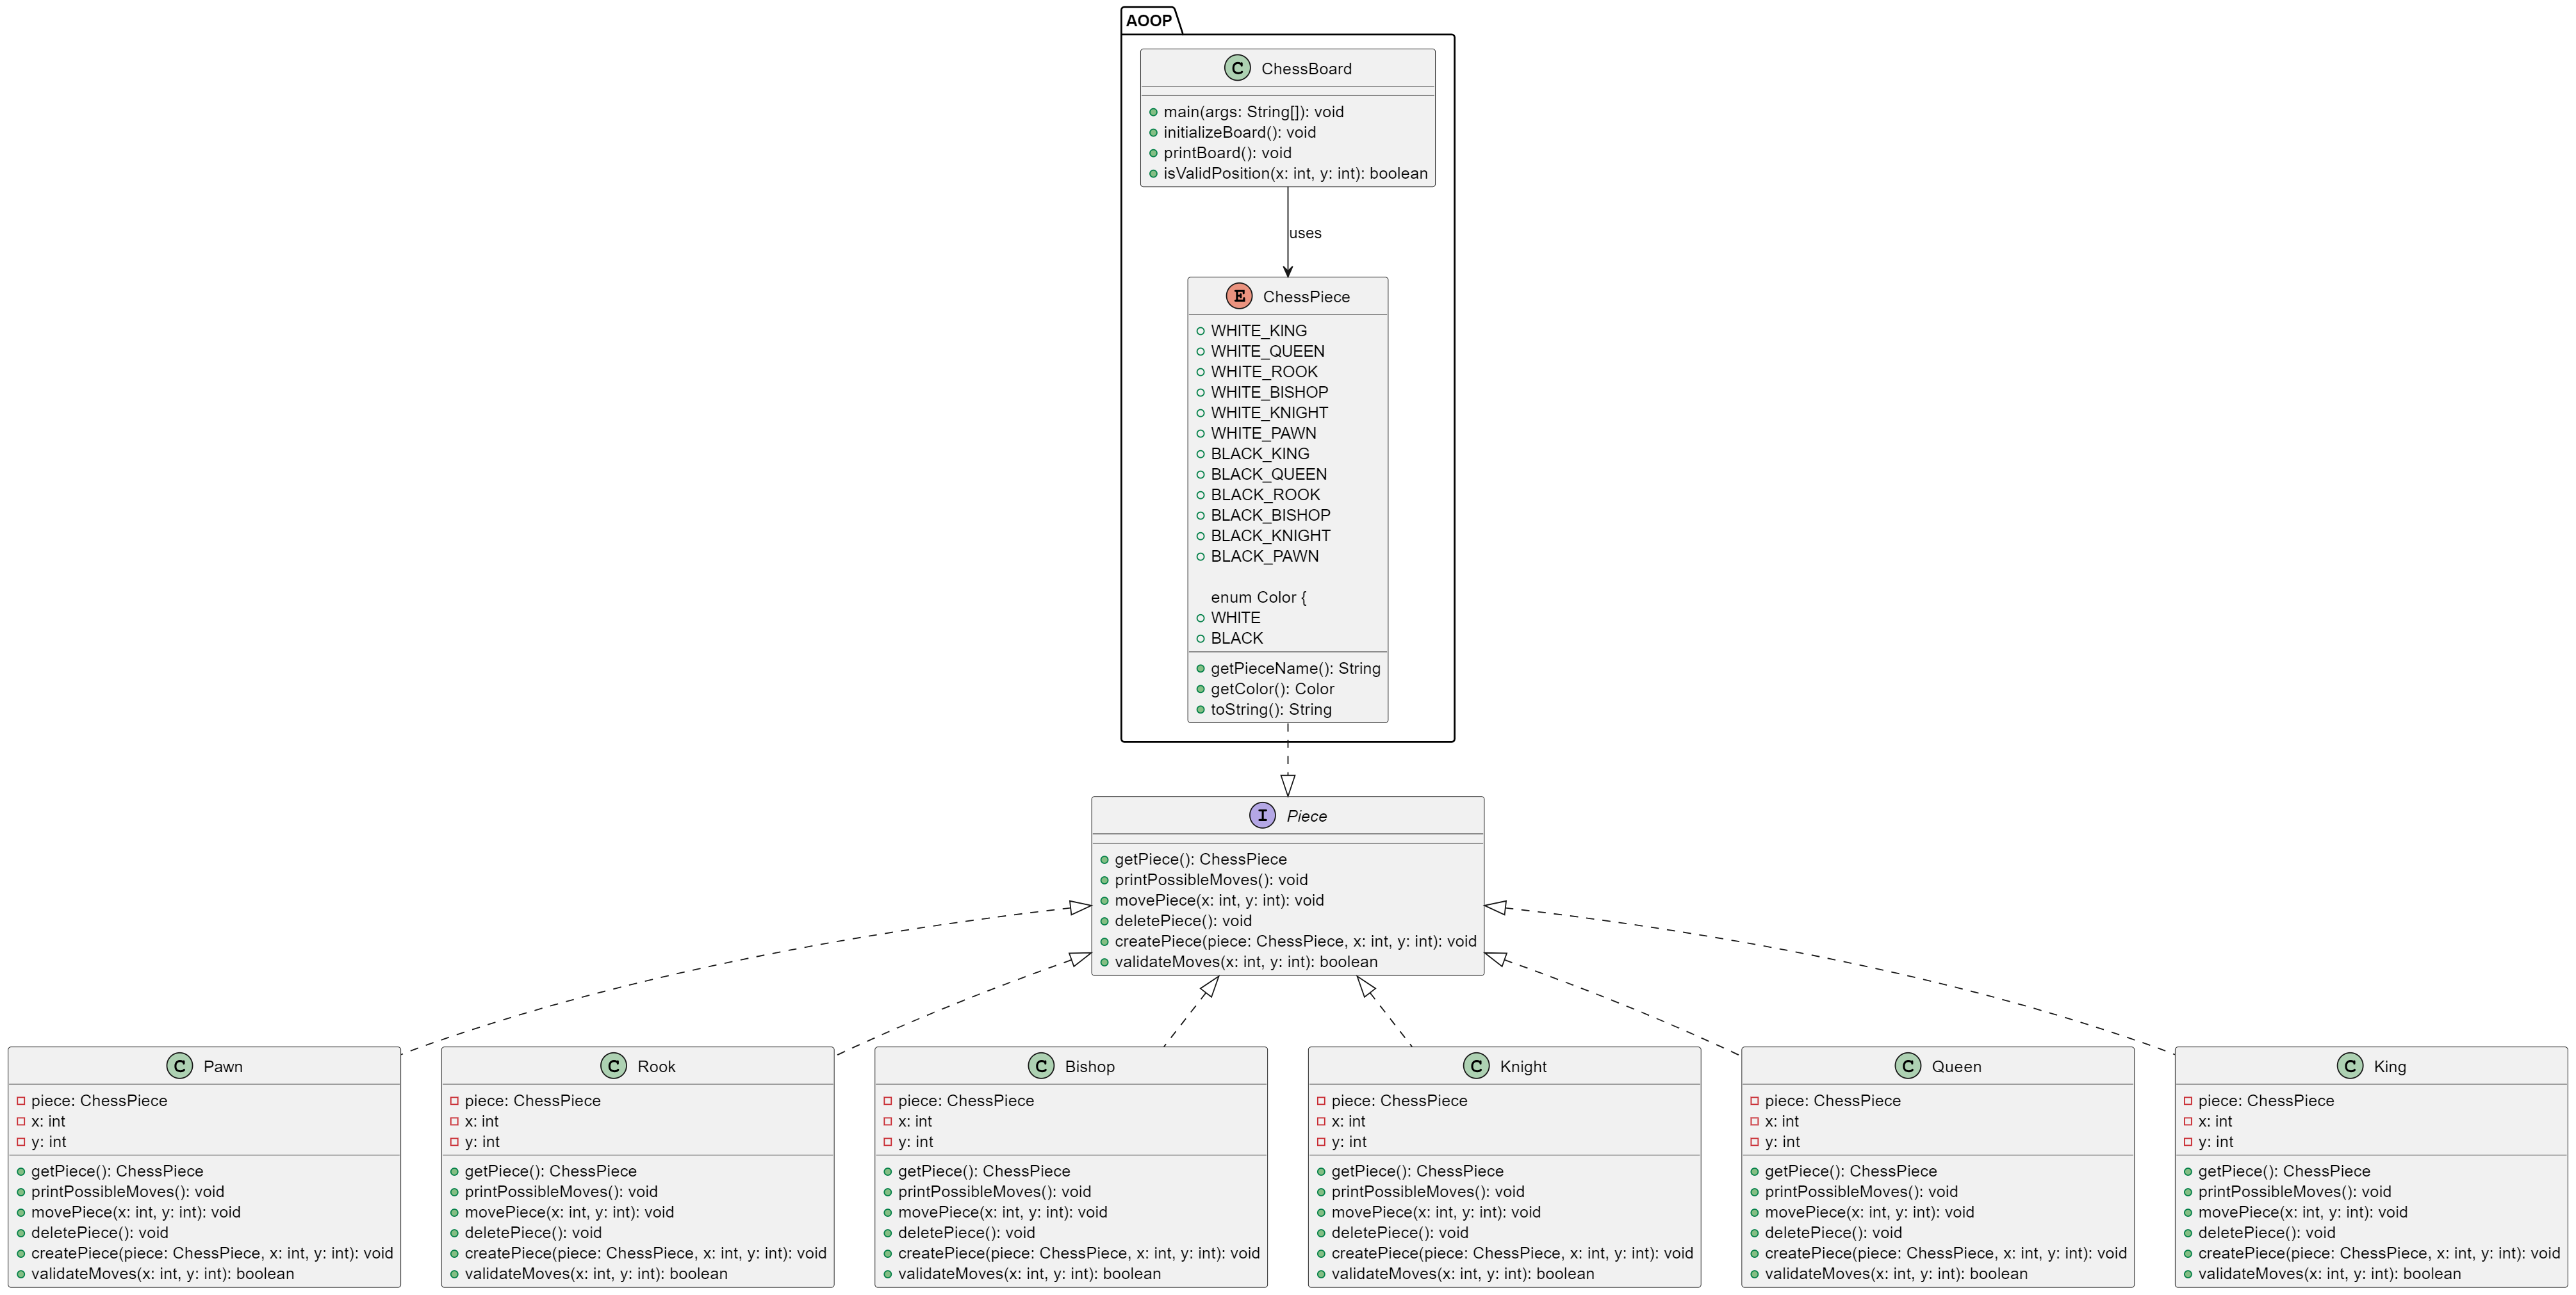 AOOP
C ChessBoard
main(args: String[]): void
initializeBoard(): void
printBoard(): void
isValidPosition(x: int, y: int): boolean
uses
E ChessPiece
WHITE_KING
WHITE_QUEEN
WHITE_ROOK
WHITE_BISHOP
WHITE_KNIGHT
WHITE_PAWN
BLACK_KING
BLACK_QUEEN
BLACK_ROOK
BLACK_BISHOP
BLACK_KNIGHT
BLACK_PAWN
enum Color {
WHITE
BLACK
getPieceName(): String
getColor(): Color
toString(): String
I Piece
getPiece(): ChessPiece
printPossibleMoves(): void
movePiece(x: int, y: int): void
deletePiece(): void
createPiece(piece: ChessPiece, x: int, y: int): void
validateMoves(x: int, y: int): boolean
C Pawn
piece: ChessPiece
x: int
y: int
getPiece(): ChessPiece
printPossibleMoves(): void
movePiece(x: int, y: int): void
deletePiece(): void
createPiece(piece: ChessPiece, x: int, y: int): void
validateMoves(x: int, y: int): boolean
C Rook
piece: ChessPiece
x: int
y: int
getPiece(): ChessPiece
printPossibleMoves(): void
movePiece(x: int, y: int): void
deletePiece(): void
createPiece(piece: ChessPiece, x: int, y: int): void
validateMoves(x: int, y: int): boolean
C Bishop
piece: ChessPiece
x: int
y: int
getPiece(): ChessPiece
printPossibleMoves(): void
movePiece(x: int, y: int): void
deletePiece(): void
createPiece(piece: ChessPiece, x: int, y: int): void
validateMoves(x: int, y: int): boolean
C Knight
piece: ChessPiece
x: int
y: int
getPiece(): ChessPiece
printPossibleMoves(): void
movePiece(x: int, y: int): void
deletePiece(): void
createPiece(piece: ChessPiece, x: int, y: int): void
validateMoves(x: int, y: int): boolean
C Queen
piece: ChessPiece
x: int
y: int
getPiece(): ChessPiece
printPossibleMoves(): void
movePiece(x: int, y: int): void
deletePiece(): void
createPiece(piece: ChessPiece, x: int, y: int): void
validateMoves(x: int, y: int): boolean
C King
piece: ChessPiece
x: int
y: int
getPiece(): ChessPiece
printPossibleMoves(): void
movePiece(x: int, y: int): void
deletePiece(): void
createPiece(piece: ChessPiece, x: int, y: int): void
validateMoves(x: int, y: int): boolean